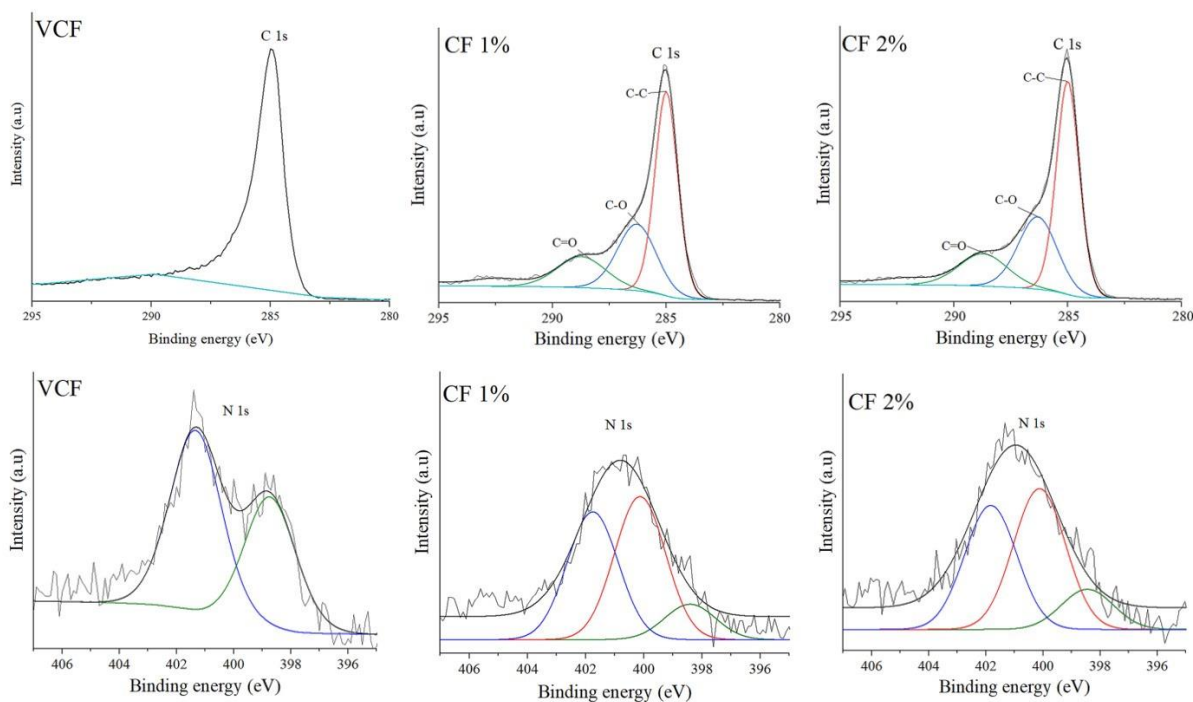 VCF
C 1s
Intensity (a.u)
295 290 285 280
Binding energy (eV)
CF 1%
C 1s
C-C
C-O
C=O
Intensity (a.u)
295 290 285 280
Binding energy (eV)
CF 2%
C 1s
C-C
C-O
C=O
Intensity (a.u)
295 290 285 280
Binding energy (eV)
VCF
N 1s
Intensity (a.u)
406 404 402 400 398 396
Binding energy (eV)
CF 1%
N 1s
Intensity (a.u)
406 404 402 400 398 396
Binding energy (eV)
CF 2%
N 1s
Intensity (a.u)
406 404 402 400 398 396
Binding energy (eV)